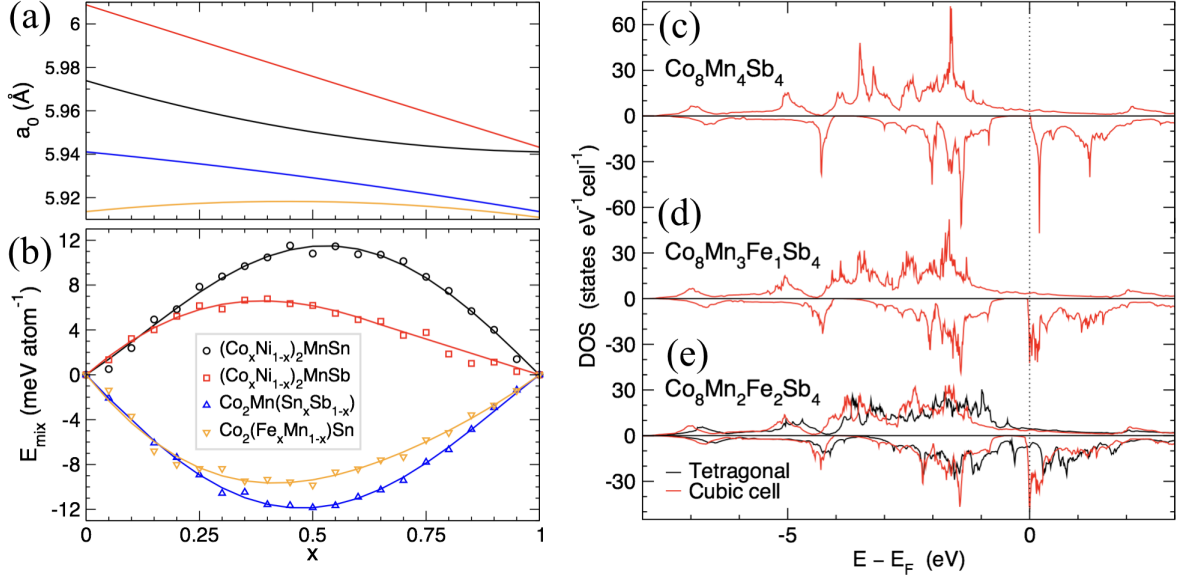 (a)
6
5.98
5.96
5.94
5.92
a₀ (Å)
(b)
12
8
4
0
-4
-8
-12
E_mix (meV atom⁻¹)
(CoₓNi₁₋ₓ)₂MnSn
(CoₓNi₁₋ₓ)₂MnSb
Co₂Mn(SnₓSb₁₋ₓ)
Co₂(FeₓMn₁₋ₓ)Sn
0
0.25
0.5
0.75
1
x
(c)
Co₈Mn₄Sb₄
60
30
0
-30
-60
(d)
Co₈Mn₃Fe₁Sb₄
30
0
-30
(e)
Co₈Mn₂Fe₂Sb₄
30
0
-30
Tetragonal
Cubic cell
DOS (states eV⁻¹cell⁻¹)
-5
0
E − E_F (eV)